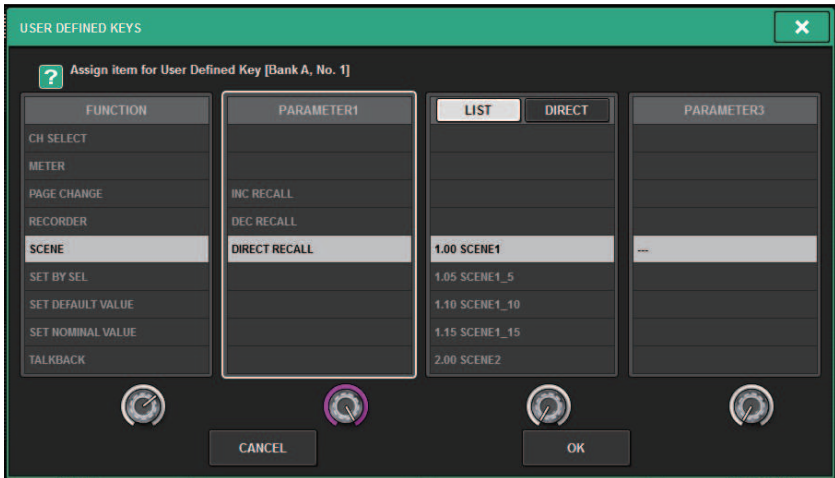 USER DEFINED KEYS
?
Assign item for User Defined Key [Bank A, No. 1]
FUNCTION PARAMETER1 LIST DIRECT PARAMETER3
CH SELECT
METER
PAGE CHANGE INC RECALL
RECORDER DEC RECALL
SCENE DIRECT RECALL 1.00 SCENE1 ---
SET BY SEL 1.05 SCENE1_5
SET DEFAULT VALUE 1.10 SCENE1_10
SET NOMINAL VALUE 1.15 SCENE1_15
TALKBACK 2.00 SCENE2
CANCEL OK